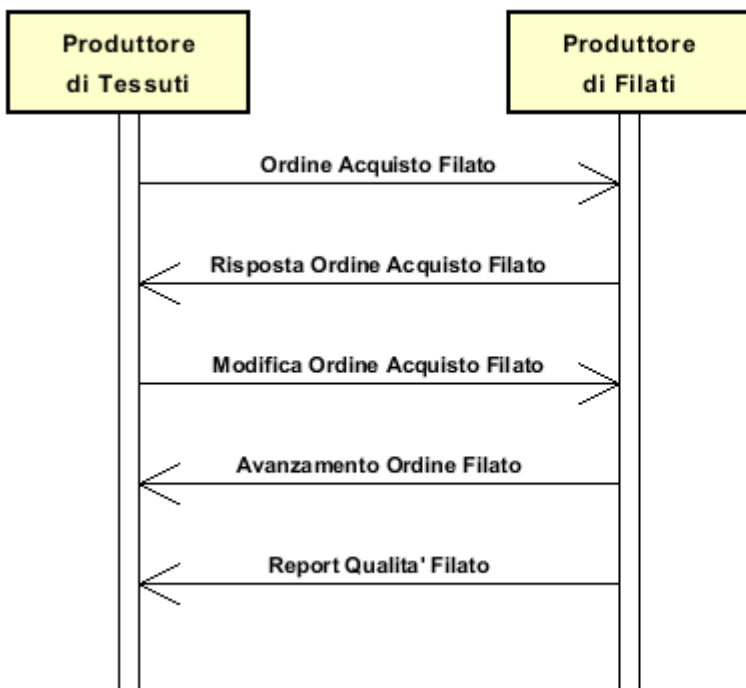 Produttore
di Tessuti
Produttore
di Filati
Ordine Acquisto Filato
Risposta Ordine Acquisto Filato
Modifica Ordine Acquisto Filato
Avanzamento Ordine Filato
Report Qualita' Filato